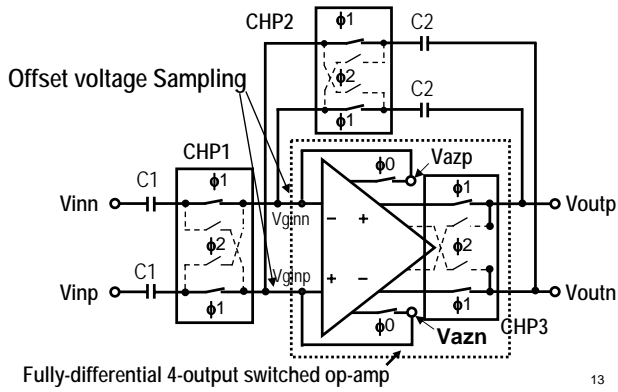 CHP2
ϕ1
C2
ϕ2
C2
Offset voltage Sampling
ϕ1
CHP1
Vazp
C1
ϕ1
ϕ0
ϕ1
Vinn
Vginn
− +
Voutp
ϕ2
ϕ2
C1
Vginp
Vinp
+ −
Voutn
ϕ1
ϕ0
ϕ1
Vazn
CHP3
Fully-differential 4-output switched op-amp
13